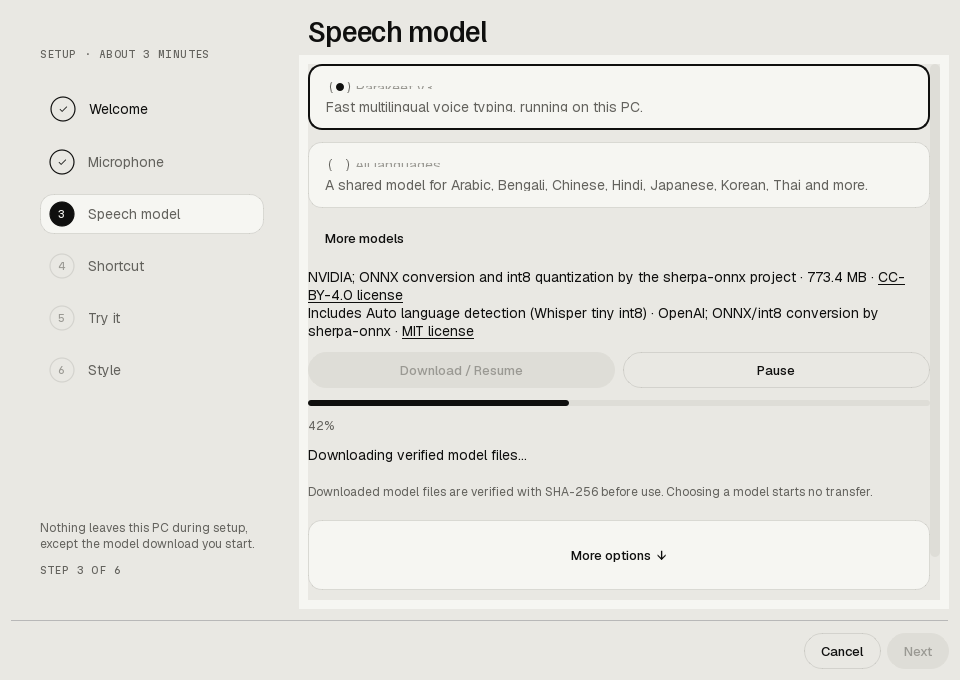 Speech model
SETUP · ABOUT 3 MINUTES
Welcome
Microphone
3 Speech model
4 Shortcut
5 Try it
6 Style
Nothing leaves this PC during setup,
except the model download you start.
STEP 3 OF 6
Fast multilingual voice typing, running on this PC.
All languages
A shared model for Arabic, Bengali, Chinese, Hindi, Japanese, Korean, Thai and more.
More models
NVIDIA; ONNX conversion and int8 quantization by the sherpa-onnx project · 773.4 MB · CC-
BY-4.0 license
Includes Auto language detection (Whisper tiny int8) · OpenAI; ONNX/int8 conversion by
sherpa-onnx · MIT license
Download / Resume
Pause
42%
Downloading verified model files...
Downloaded model files are verified with SHA-256 before use. Choosing a model starts no transfer.
More options ↓
Cancel
Next